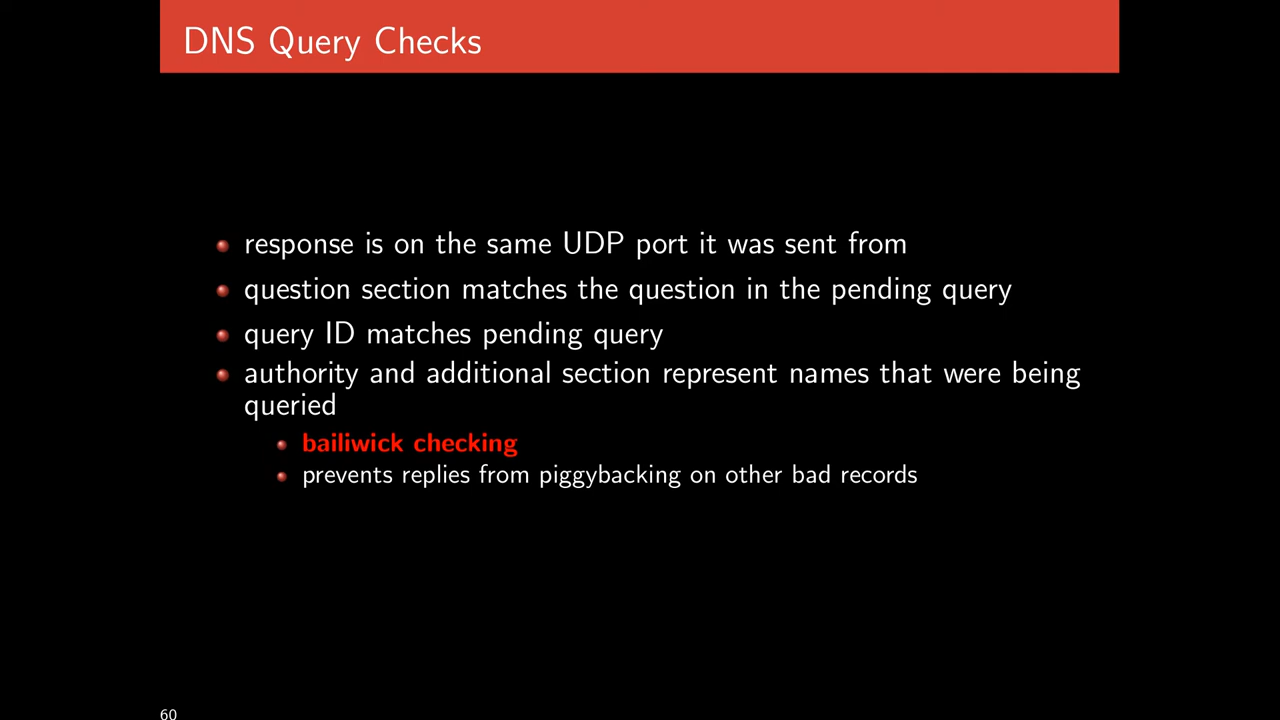 DNS Query Checks
response is on the same UDP port it was sent from
question section matches the question in the pending query
query ID matches pending query
authority and additional section represent names that were being
queried
bailiwick checking
prevents replies from piggybacking on other bad records
60